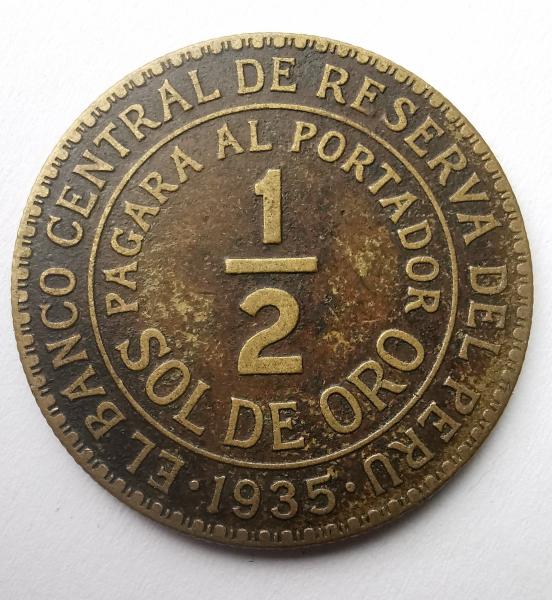 EL BANCO CENTRAL DE RESERVA DEL PERU
PAGARA AL PORTADOR
1
2
SOL DE ORO
· 1935 ·